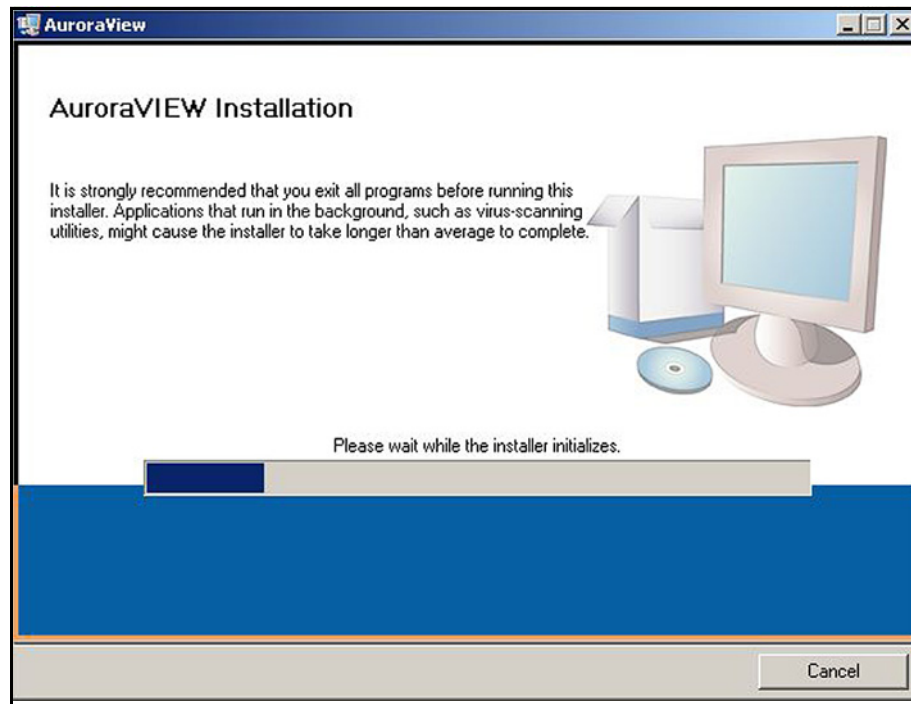 AuroraView
AuroraVIEW Installation
It is strongly recommended that you exit all programs before running this
installer. Applications that run in the background, such as virus-scanning
utilities, might cause the installer to take longer than average to complete.
Please wait while the installer initializes.
Cancel